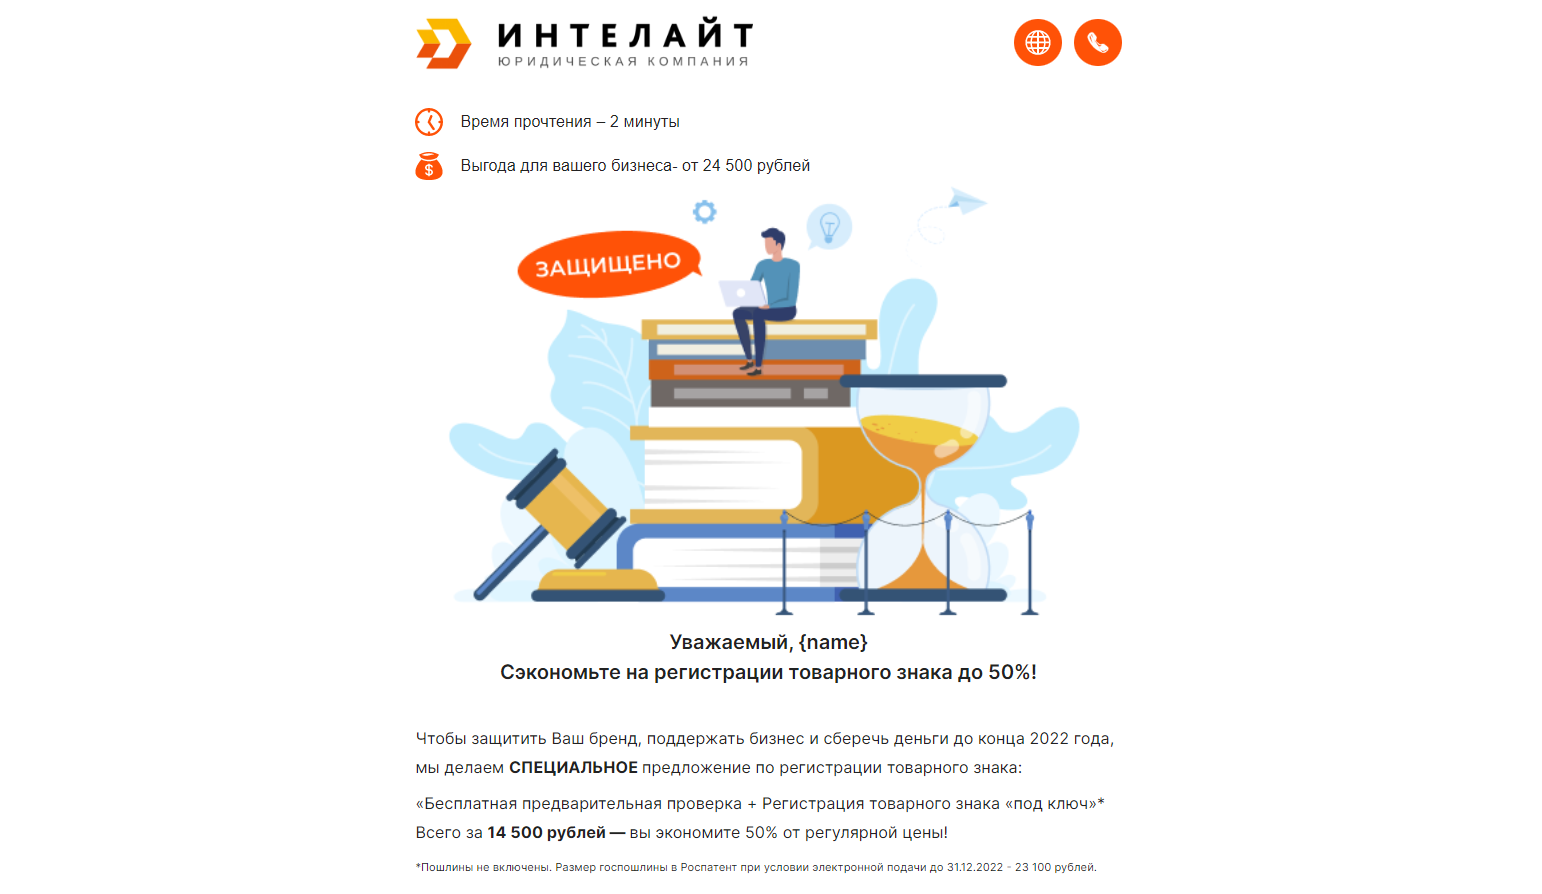 ИНТЕЛАЙТ
ЮРИДИЧЕСКАЯ КОМПАНИЯ
Время прочтения – 2 минуты
Выгода для вашего бизнеса- от 24 500 рублей
ЗАЩИЩЕНО
Уважаемый, {name}
Сэкономьте на регистрации товарного знака до 50%!
Чтобы защитить Ваш бренд, поддержать бизнес и сберечь деньги до конца 2022 года,
мы делаем СПЕЦИАЛЬНОЕ предложение по регистрации товарного знака:
«Бесплатная предварительная проверка + Регистрация товарного знака «под ключ»*
Всего за 14 500 рублей — вы экономите 50% от регулярной цены!
*Пошлины не включены. Размер госпошлины в Роспатент при условии электронной подачи до 31.12.2022 - 23 100 рублей.